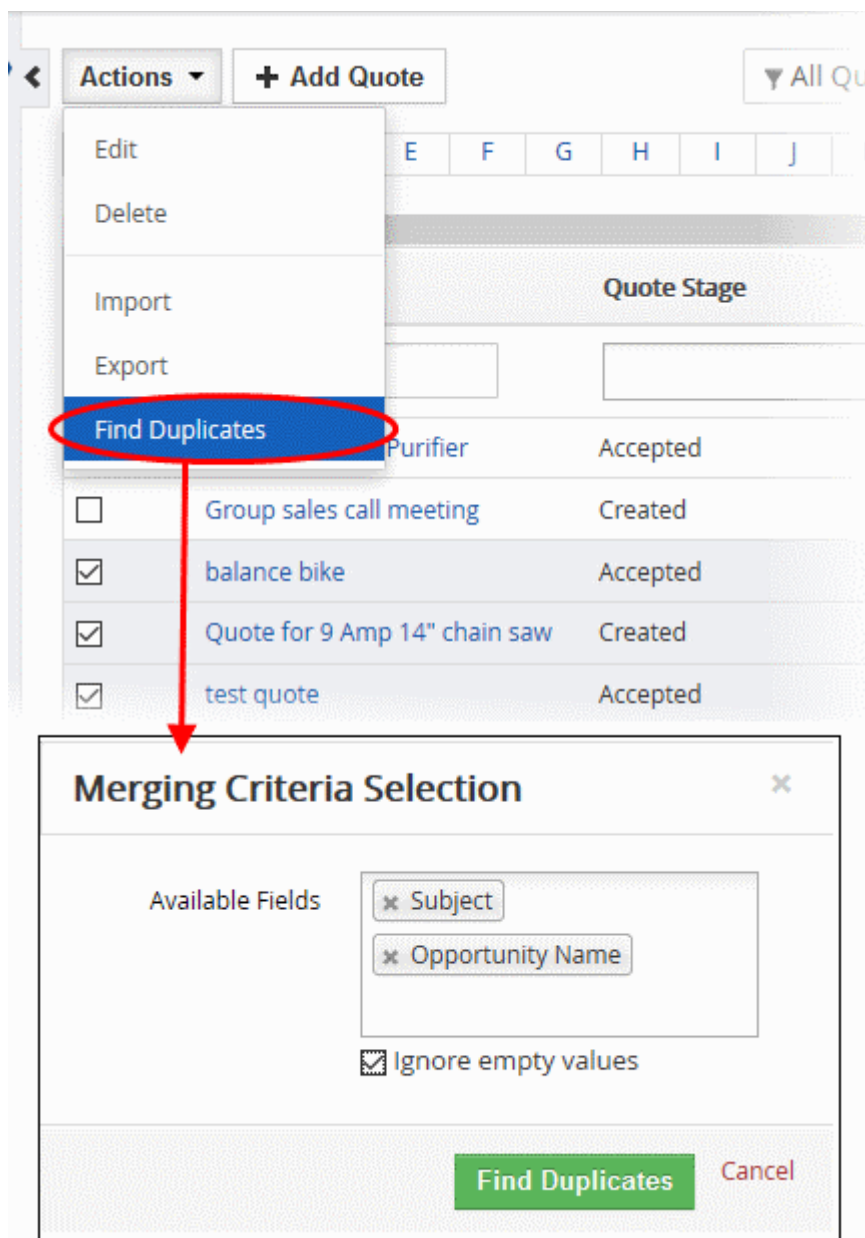 Actions + Add Quote All Qu
Edit E F G H I J
Delete
Import Quote Stage
Export
Find Duplicates
Purifier Accepted
Group sales call meeting Created
balance bike Accepted
Quote for 9 Amp 14" chain saw Created
test quote Accepted
Merging Criteria Selection ×
Available Fields × Subject
× Opportunity Name
Ignore empty values
Find Duplicates Cancel